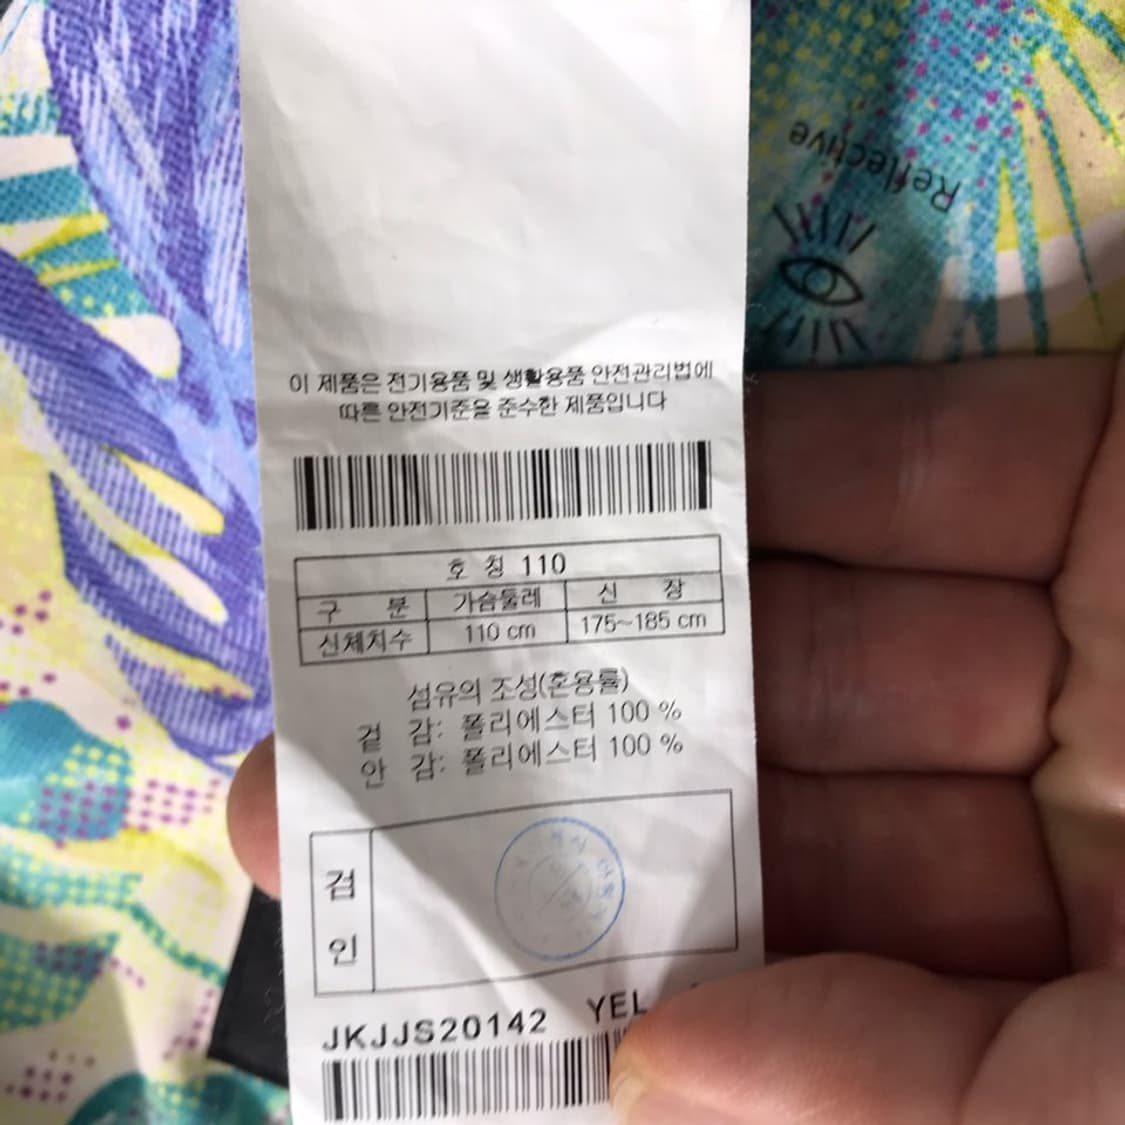 Reflective
이 제품은 전기용품 및 생활용품 안전관리법에
따른 안전기준을 준수한 제품입니다
호 칭 110
구 분 가슴둘레 신 장
신체치수 110 cm 175~185 cm
섬유의 조성(혼용률)
겉 감: 폴리에스터 100 %
안 감: 폴리에스터 100 %
검
인
JKJJS20142 YEL